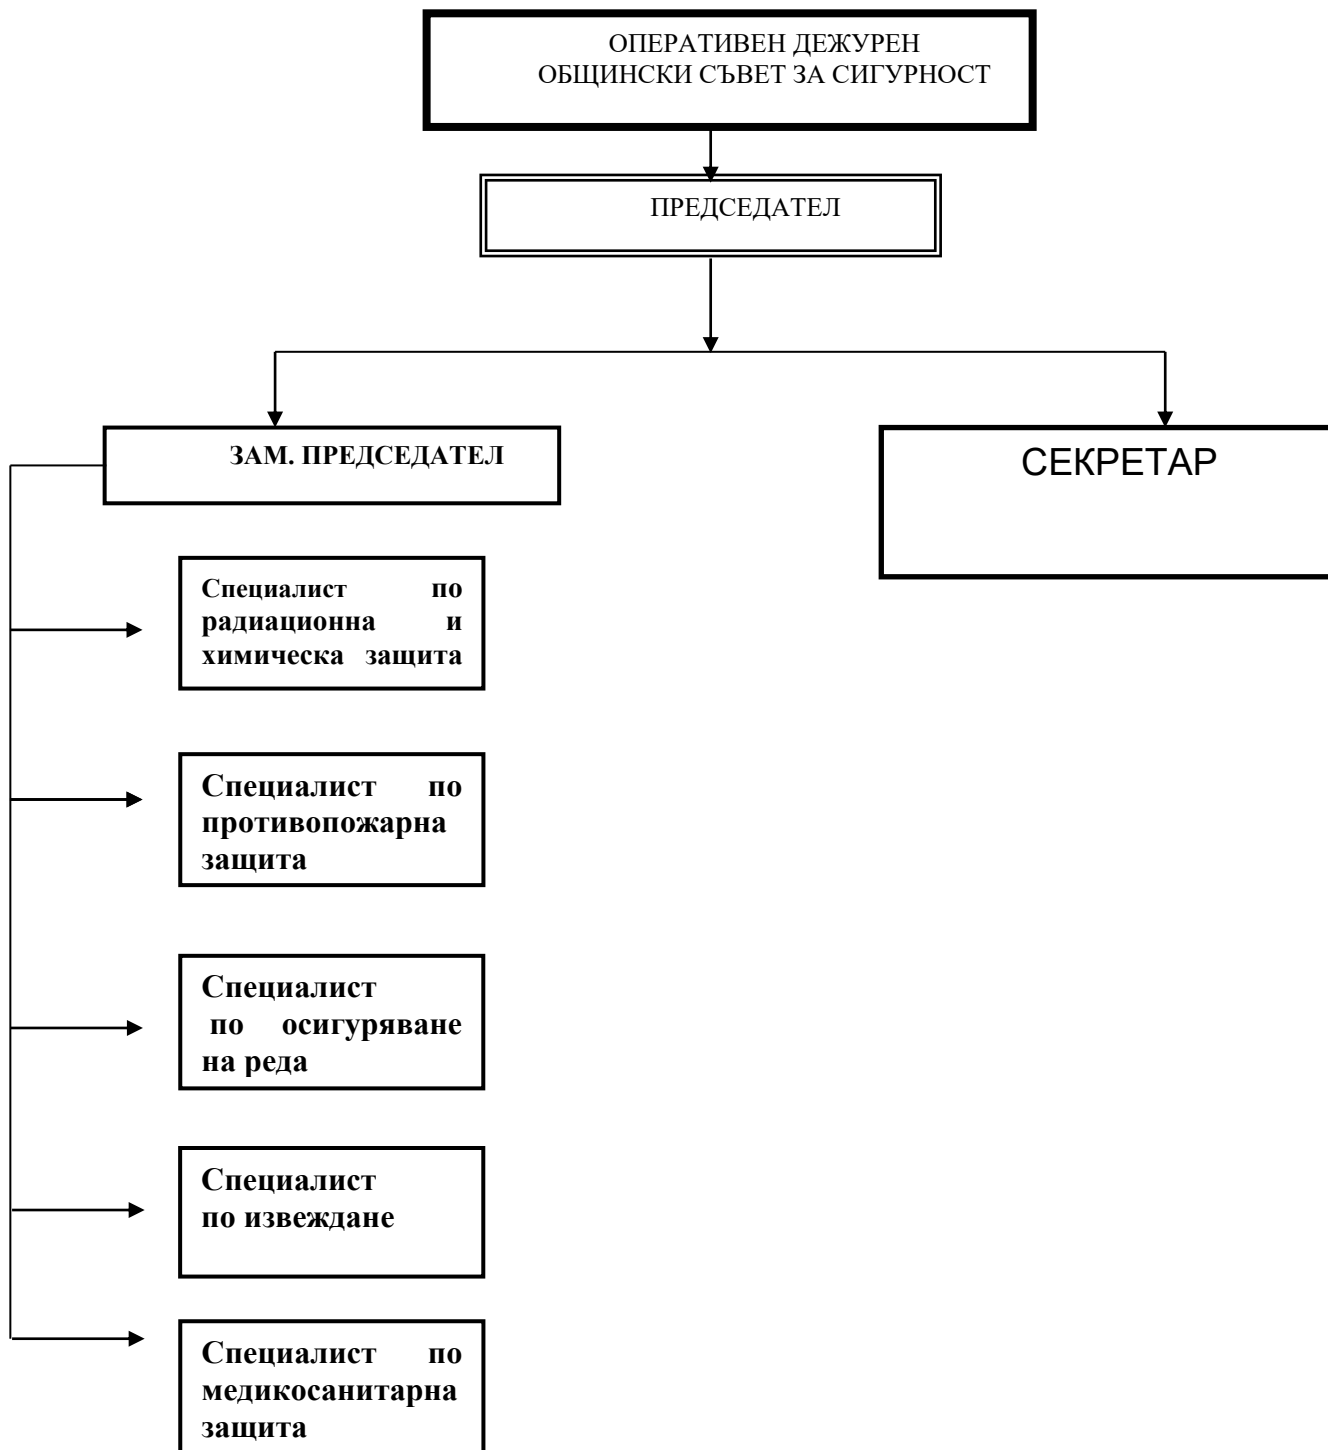 ОПЕРАТИВЕН ДЕЖУРЕН
ОБЩИНСКИ СЪВЕТ ЗА СИГУРНОСТ
ПРЕДСЕДАТЕЛ
ЗАМ. ПРЕДСЕДАТЕЛ
СЕКРЕТАР
Специалист по
радиационна и
химическа защита
Специалист по
противопожарна
защита
Специалист
по осигуряване
на реда
Специалист
по извеждане
Специалист по
медикосанитарна
защита